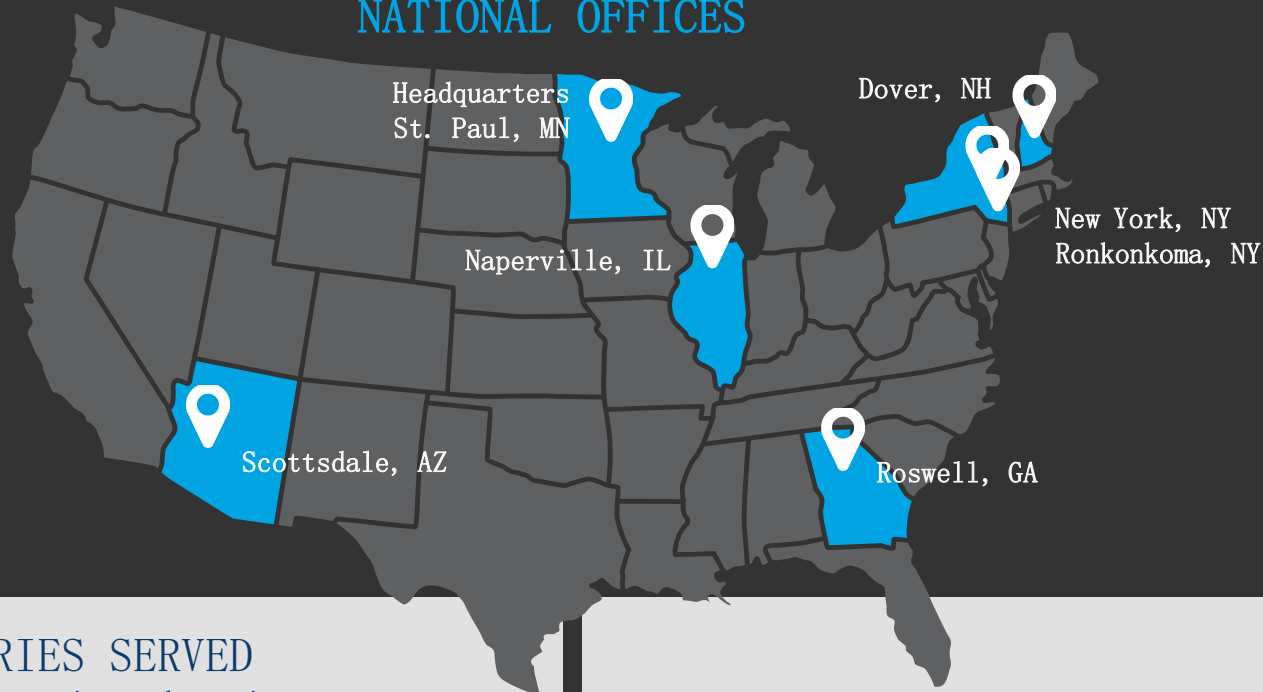 NATIONAL OFFICES
Headquarters
St. Paul, MN
Dover, NH
New York, NY
Ronkonkoma, NY
Naperville, IL
Scottsdale, AZ
Roswell, GA
RIES SERVED